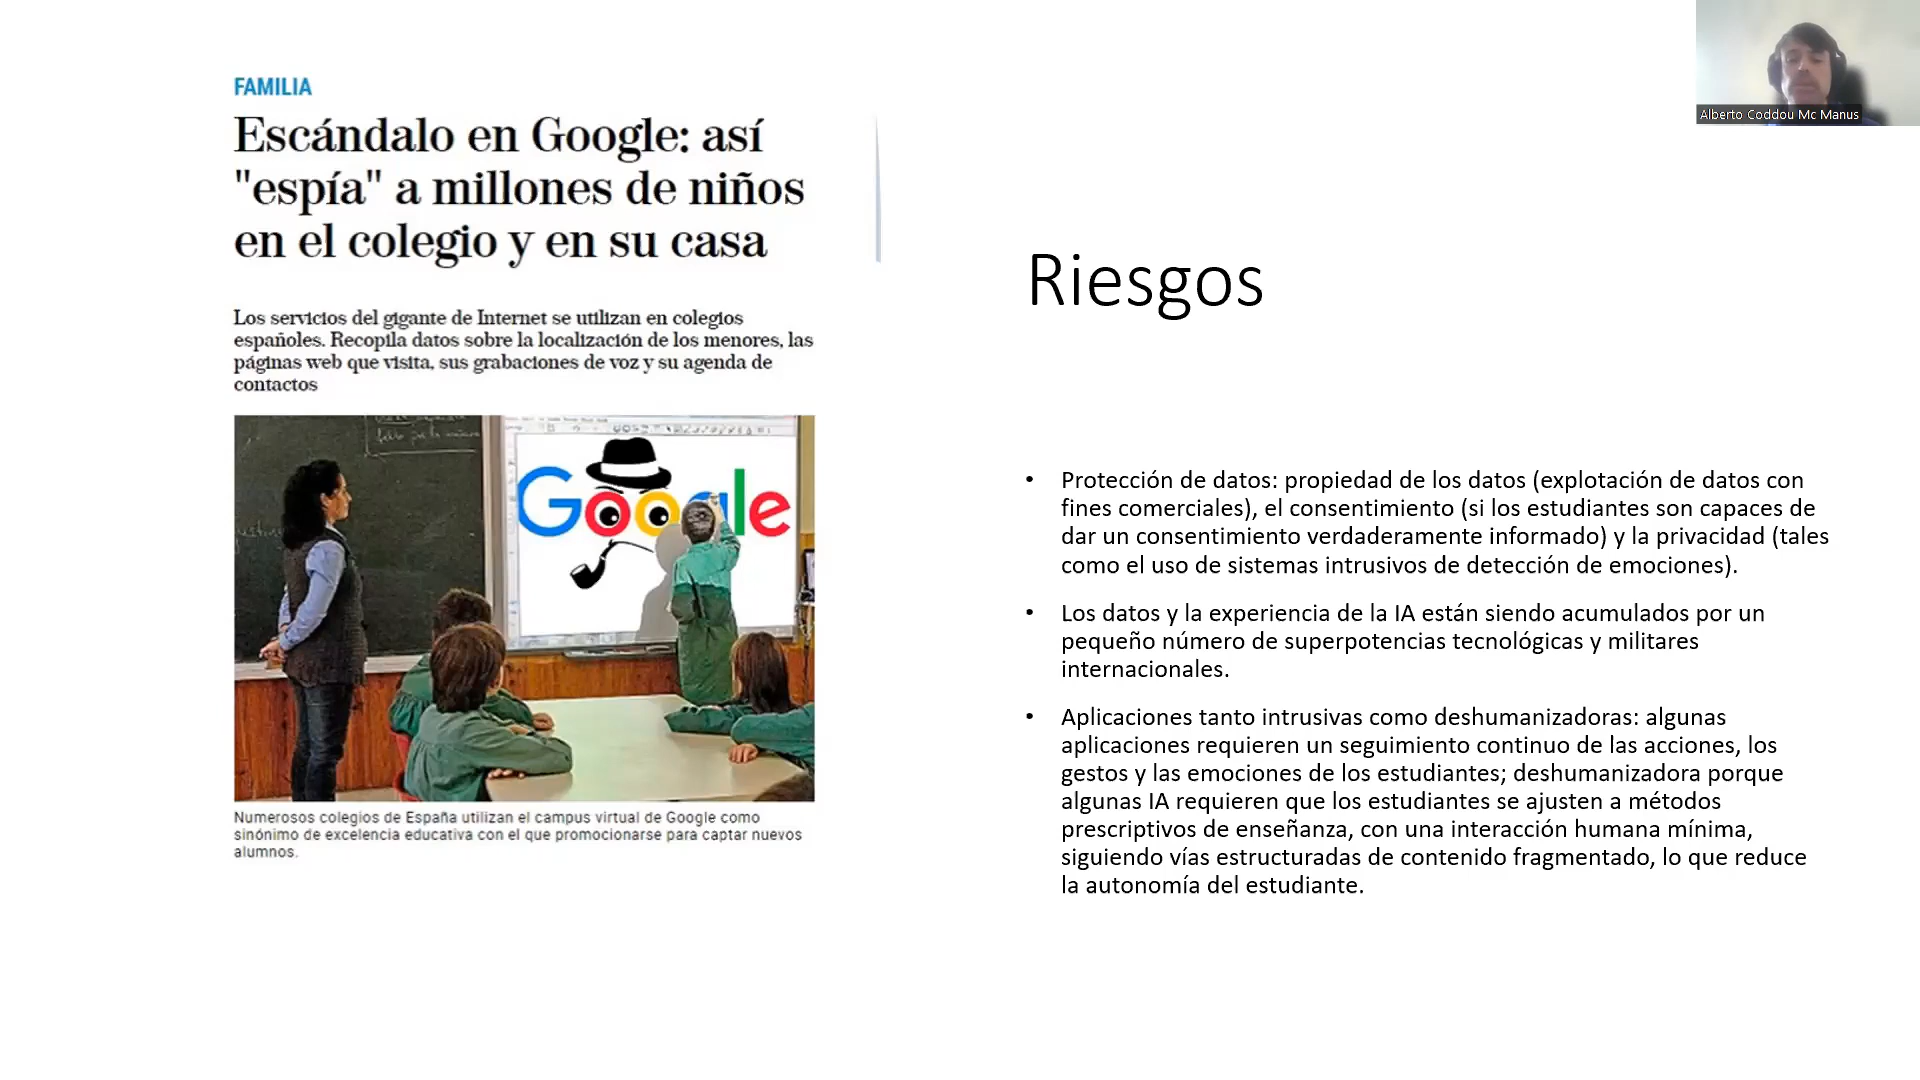 FAMILIA
Escándalo en Google: así
"espía" a millones de niños
en el colegio y en su casa
Los servicios del gigante de Internet se utilizan en colegios
españoles. Recopila datos sobre la localización de los menores, las
páginas web que visita, sus grabaciones de voz y su agenda de
contactos
Google
Numerosos colegios de España utilizan el campus virtual de Google como
sinónimo de excelencia educativa con el que promocionarse para captar nuevos
alumnos.
Alberto Coddou Mc Manus
Riesgos
• Protección de datos: propiedad de los datos (explotación de datos con
fines comerciales), el consentimiento (si los estudiantes son capaces de
dar un consentimiento verdaderamente informado) y la privacidad (tales
como el uso de sistemas intrusivos de detección de emociones).
• Los datos y la experiencia de la IA están siendo acumulados por un
pequeño número de superpotencias tecnológicas y militares
internacionales.
• Aplicaciones tanto intrusivas como deshumanizadoras: algunas
aplicaciones requieren un seguimiento continuo de las acciones, los
gestos y las emociones de los estudiantes; deshumanizadora porque
algunas IA requieren que los estudiantes se ajusten a métodos
prescriptivos de enseñanza, con una interacción humana mínima,
siguiendo vías estructuradas de contenido fragmentado, lo que reduce
la autonomía del estudiante.